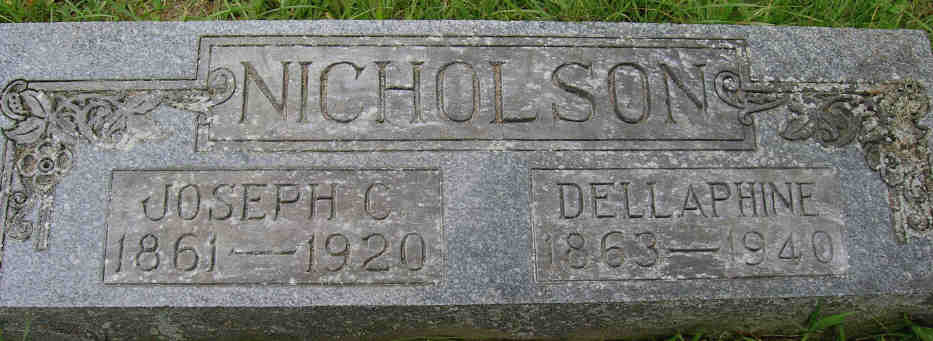 NICHOLSON
JOSEPH C.
1861—1920
DELLAPHINE
1863—1940